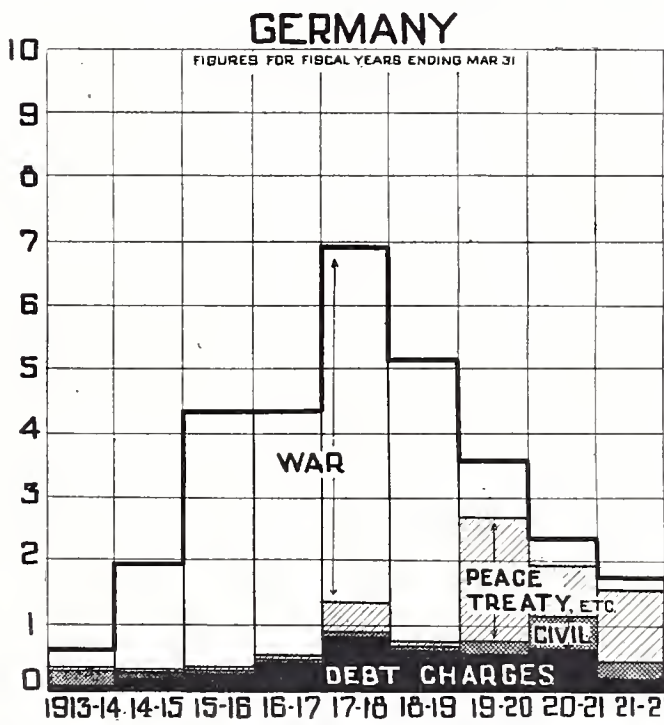 GERMANY
FIGURES FOR FISCAL YEARS ENDING MAR 31
10
9
8
7
6
5
4
3
2
1
0
WAR
PEACE
TREATY, ETC.
CIVIL
DEBT CHARGES
1913-14 14-15 15-16 16-17 17-18 18-19 19-20 20-21 21-2